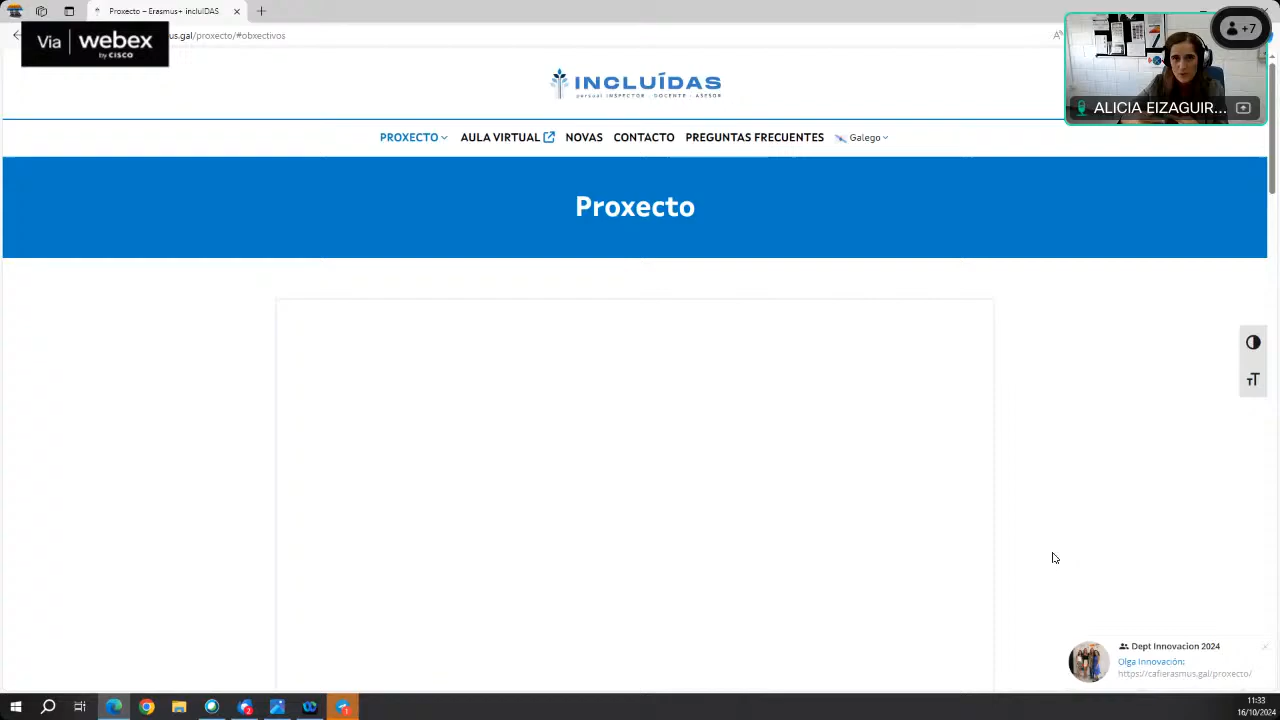 Proxecto – Erasmus+ incluÍDAS
Via webex
by CISCO
us.gal/proxecto/#obxectivos
+7
INCLUÍDAS
persoal INSPECTOR · DOCENTE · ASESOR
ALICIA EIZAGUIR...
PROXECTO
AULA VIRTUAL
NOVAS
CONTACTO
PREGUNTAS FRECUENTES
Galego
Proxecto
Dept Innovacion 2024
Olga Innovación:
https://cafierasmus.gal/proxecto/
11:33
16/10/2024